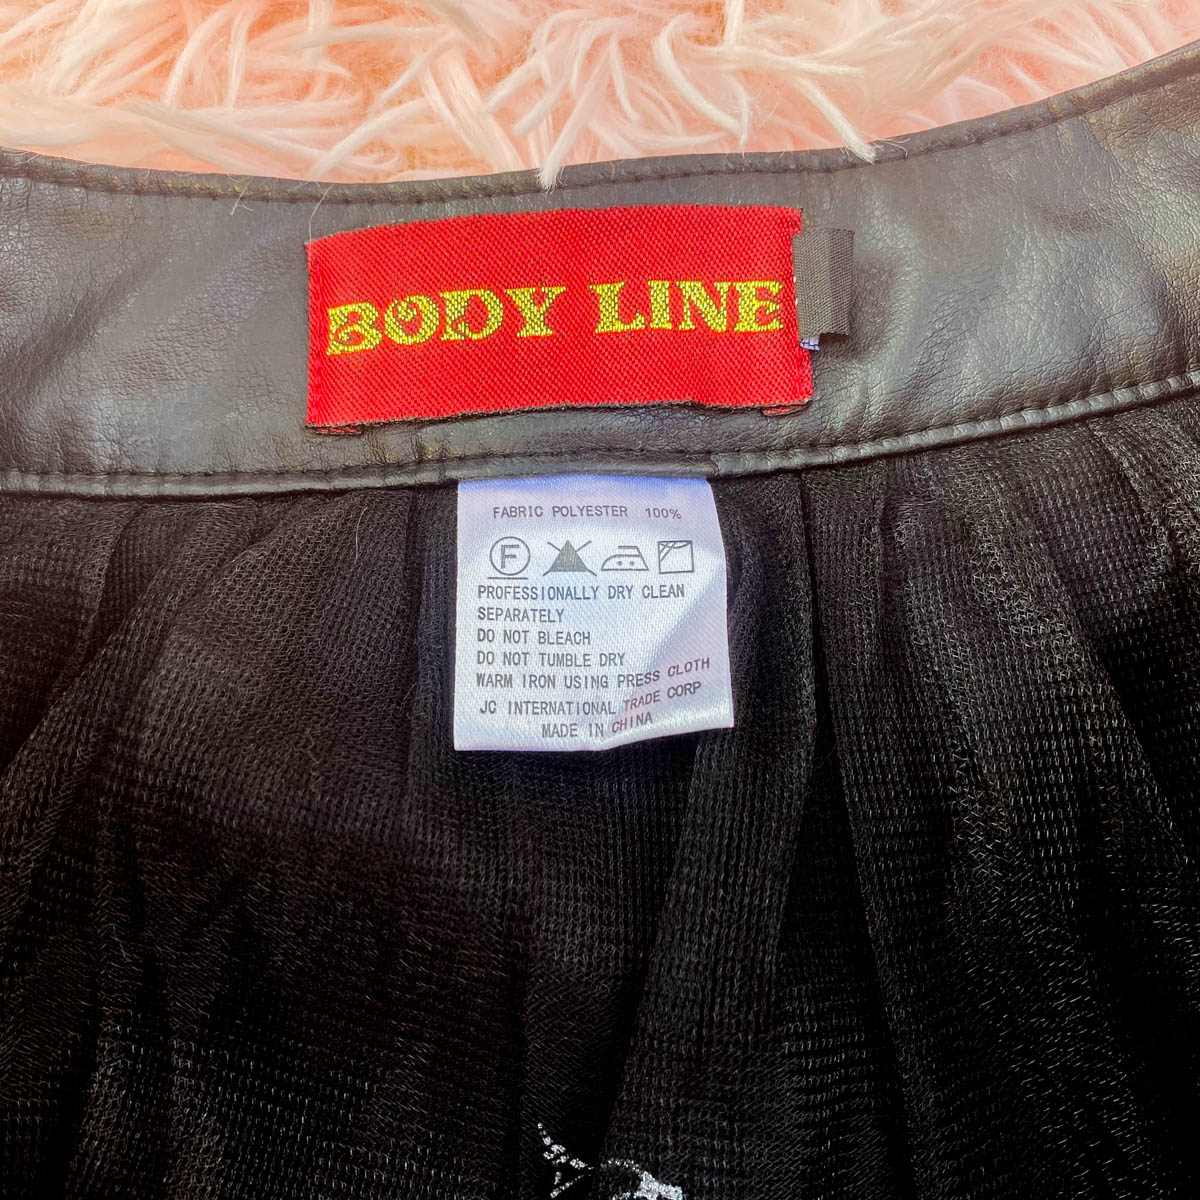 BODY LINE
FABRIC POLYESTER 100%
F
PROFESSIONALLY DRY CLEAN
SEPARATELY
DO NOT BLEACH
DO NOT TUMBLE DRY
WARM IRON USING PRESS CLOTH
JC INTERNATIONAL TRADE CORP
MADE IN CHINA